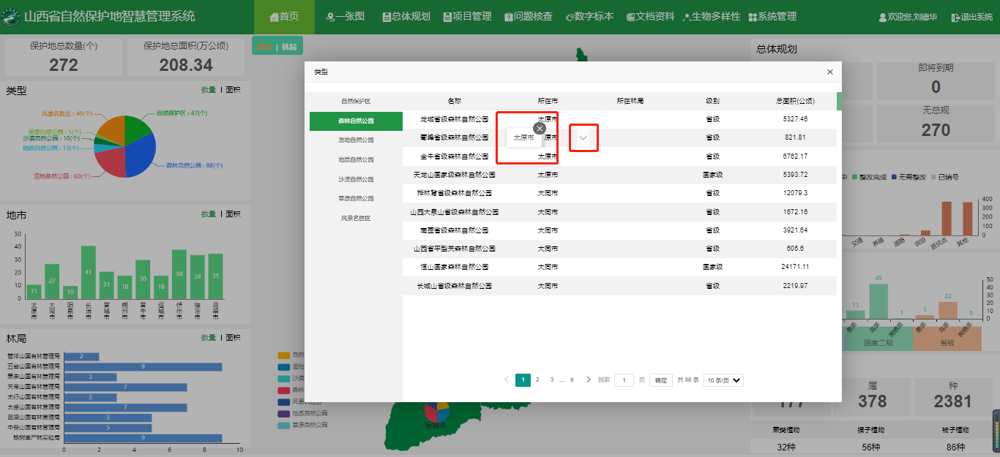 山西省自然保护地智慧管理系统
首页 一张图 总体规划 项目管理 问题核查 数字标本 文档资料 生物多样性 系统管理
欢迎您,刘德华 退出系统
保护地总数量(个)
272
保护地总面积(万公顷)
208.34
| 林局
类型
数量 | 面积
风景名胜区 : 49(个)
自然保护区 : 47(个)
草原自然公园 : 5(个)
沙漠自然公园 : 10(个)
地质自然公园 : 13(个)
湿地自然公园 : 60(个)
森林自然公园 : 88(个)
地市
数量 | 面积
50
40
30
20
10
0
11 27 10 41 21 18 30 18 38 34 35
太原市 大同市 阳泉市 长治市 晋城市 朔州市 晋中市 运城市 忻州市 临汾市 吕梁市
林局
数量 | 面积
管涔山国有林管理局 2
五台山国有林管理局 9
黑茶山国有林管理局 3
关帝山国有林管理局 7
太行山国有林管理局 3
太岳山国有林管理局 7
吕梁山国有林管理局 5
中条山国有林管理局 5
杨树丰产林实验局 9
0 2 4 6 8 10
类型
自然保护区
森林自然公园
湿地自然公园
地质自然公园
沙漠自然公园
草原自然公园
风景名胜区
名称 所在市 所在林局 级别 总面积(公顷)
龙城省级森林自然公园 太原市 省级 5327.46
葡峰省级森林自然公园 原市 省级 821.81
太原市
金牛省级森林自然公园 太原市 省级 6762.17
天龙山国家级森林自然公园 太原市 国家级 5393.72
桦林背省级森林自然公园 大同市 省级 12079.3
山西大泉山省级森林自然公园 大同市 省级 1672.16
南壶省级森林自然公园 大同市 省级 3921.64
山西省平型关森林自然公园 大同市 省级 605.6
恒山国家森林自然公园 大同市 国家级 24171.11
长城山省级森林自然公园 大同市 省级 2219.97
1 2 3 … 9 到第 1 页 确定 共 88 条 10 条/页
自然
湿地
沙漠
森林
风景名胜区
地质自然公园
草原自然公园
运城市
总体规划
即将到期
0
无总规
270
中 整改完成 无需整改 已销号
400
300
200
100
0
交通 养殖 道路 农田 居民点 其他
50
40
30
20
10
0
11 45 1 5 22 0
兽类 鸟类 两栖类 兽类 鸟类 两栖类
国家二级 省级
177
属
378
种
2381
蕨类植物 裸子植物 被子植物
32种 56种 86种